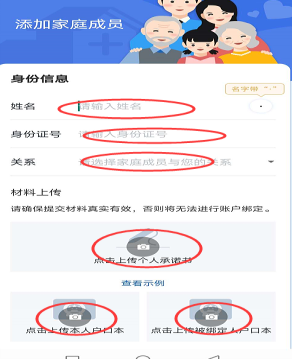 添加家庭成员
身份信息
名字带“·”
姓名 请输入姓名 ·
身份证号 请输入身份证号
关系 请选择家庭成员与您的关系
材料上传
请确保提交材料真实有效，否则将无法进行账户绑定。
点击上传个人承诺书
查看示例
点击上传本人户口本 点击上传被绑定人户口本